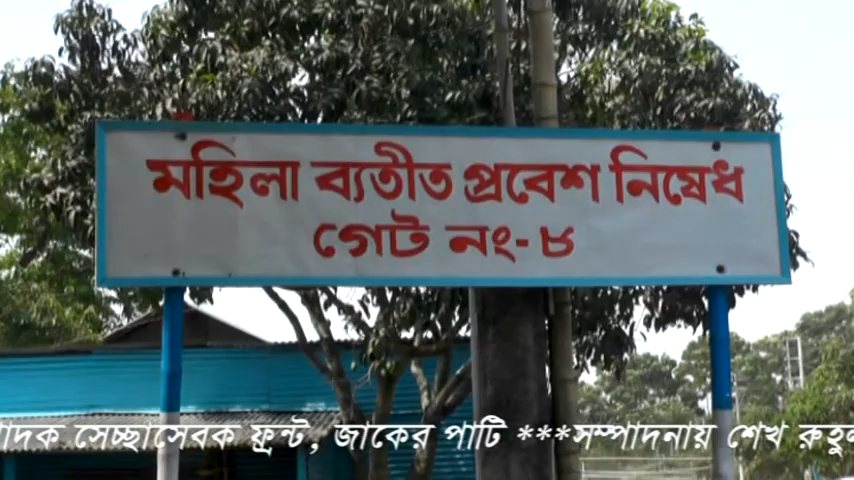 মহিলা ব্যতীত প্রবেশ নিষেধ
গেট নং-৮
সেচ্ছাসেবক ফ্রন্ট, জাকের পার্টি ***সম্পাদনায় শেখ